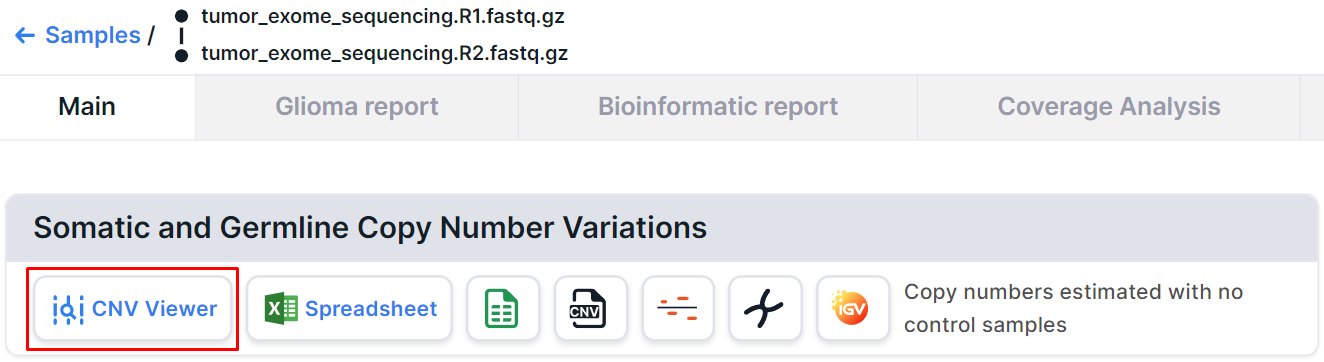 ← Samples /
tumor_exome_sequencing.R1.fastq.gz
tumor_exome_sequencing.R2.fastq.gz
Main
Glioma report
Bioinformatic report
Coverage Analysis
Somatic and Germline Copy Number Variations
CNV Viewer
X
Spreadsheet
CNV
IGV
Copy numbers estimated with no
control samples